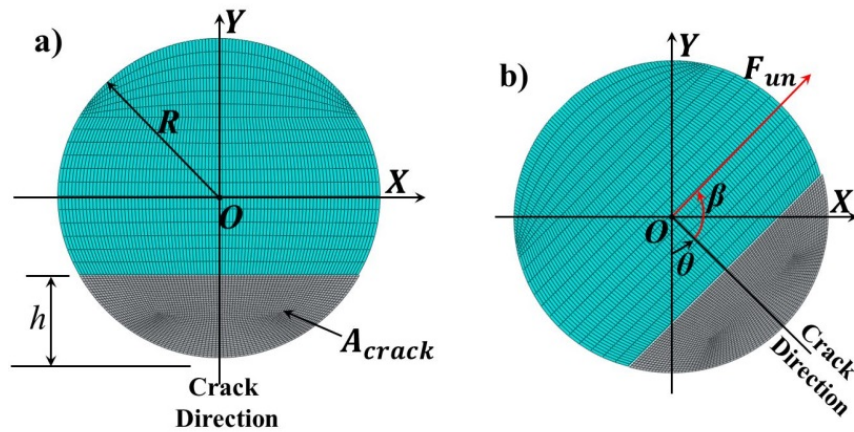 a)
Y
R
X
O
h
A_crack
Crack
Direction
b)
Y
F_un
β
X
O
θ
Crack
Direction